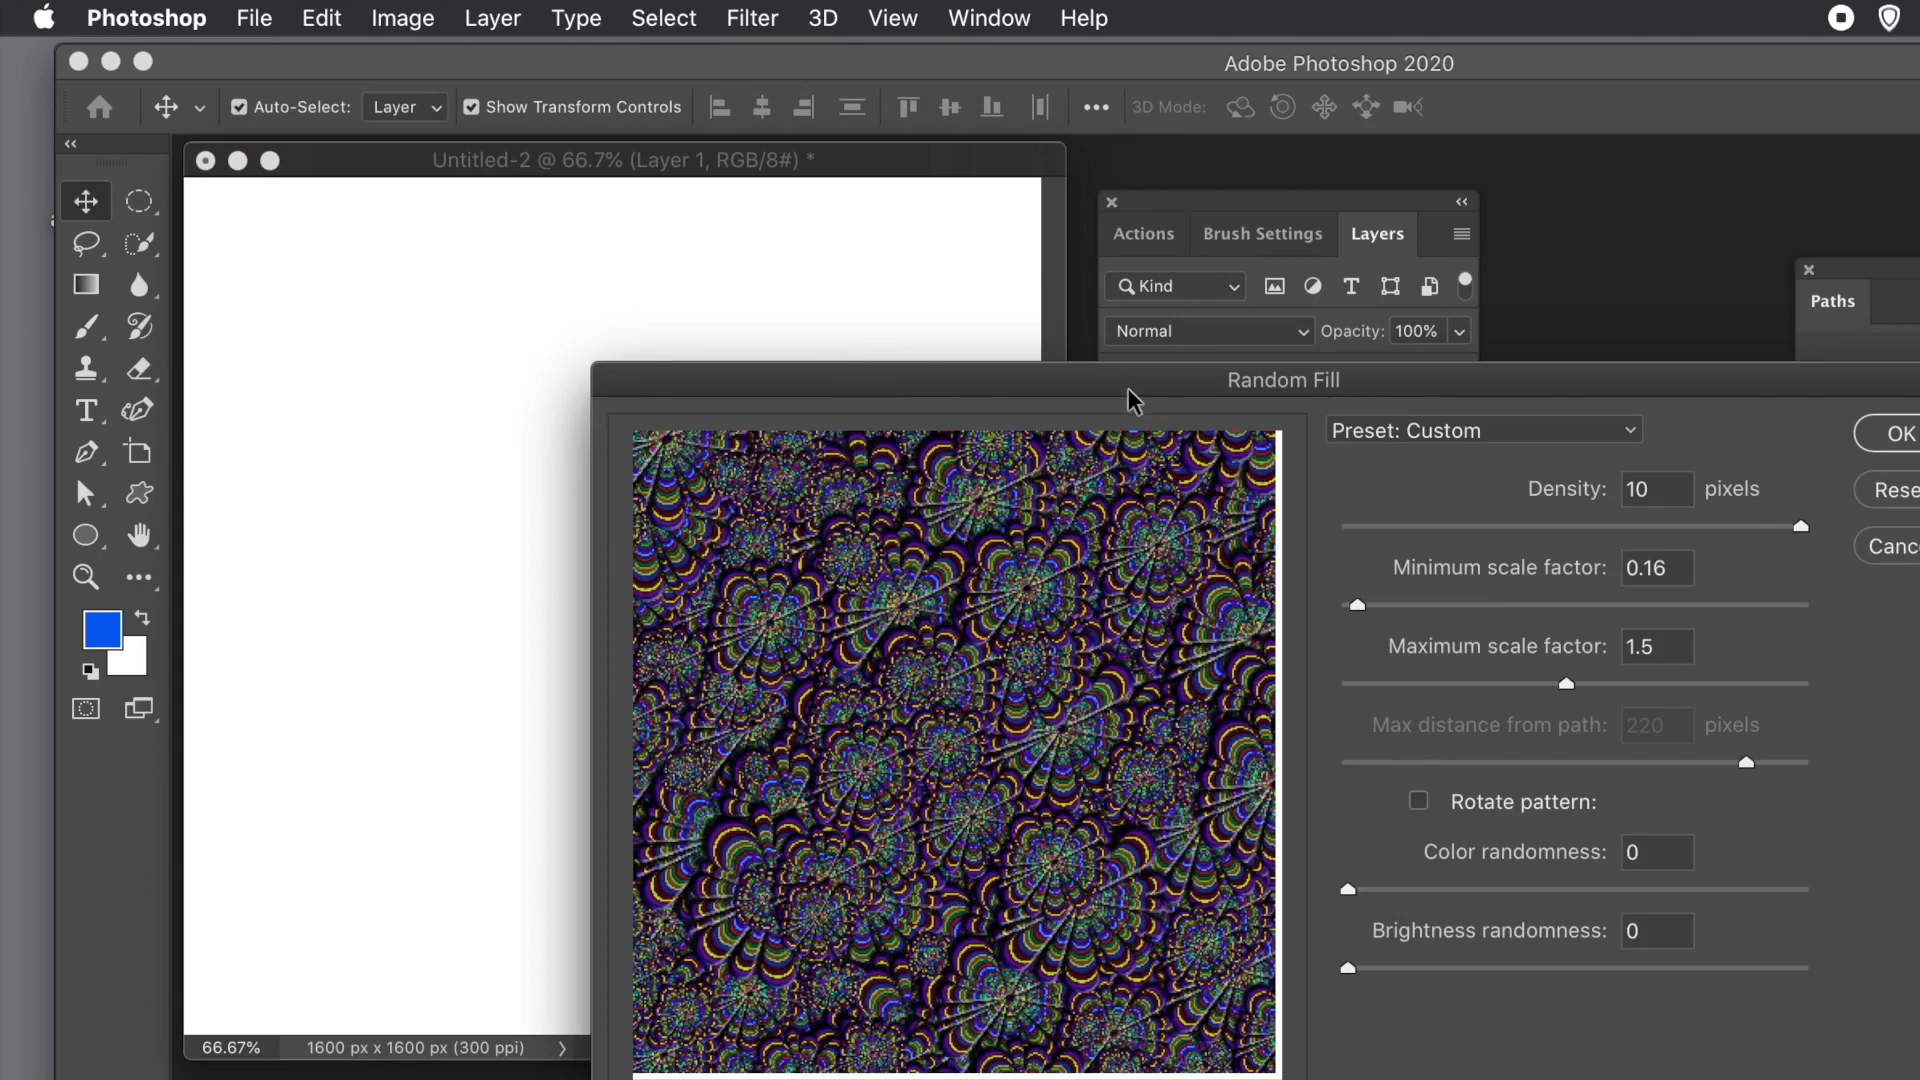 Photoshop File Edit Image Layer Type Select Filter 3D View Window Help
Adobe Photoshop 2020
Auto-Select: Layer Show Transform Controls 3D Mode:
Untitled-2 @ 66.7% (Layer 1, RGB/8#) *
Actions Brush Settings Layers
Kind
Paths
Normal Opacity: 100%
Random Fill
Preset: Custom
OK
Density: 10 pixels
Rese
Minimum scale factor: 0.16
Canc
Maximum scale factor: 1.5
Max distance from path: 220 pixels
Rotate pattern:
Color randomness: 0
Brightness randomness: 0
66.67% 1600 px x 1600 px (300 ppi)